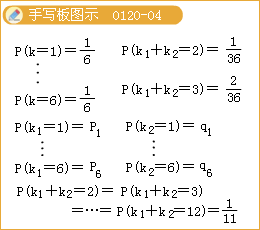 手写板图示 0120-04
P(k=1)=1/6 P(k₁+k₂=2)=1/36
⋮
P(k=6)=1/6 P(k₁+k₂=3)=2/36
P(k₁=1)=P₁ P(k₂=1)=q₁
⋮ ⋮
P(k₁=6)=P₆ P(k₂=6)=q₆
P(k₁+k₂=2)=P(k₁+k₂=3)
=⋯=P(k₁+k₂=12)=1/11